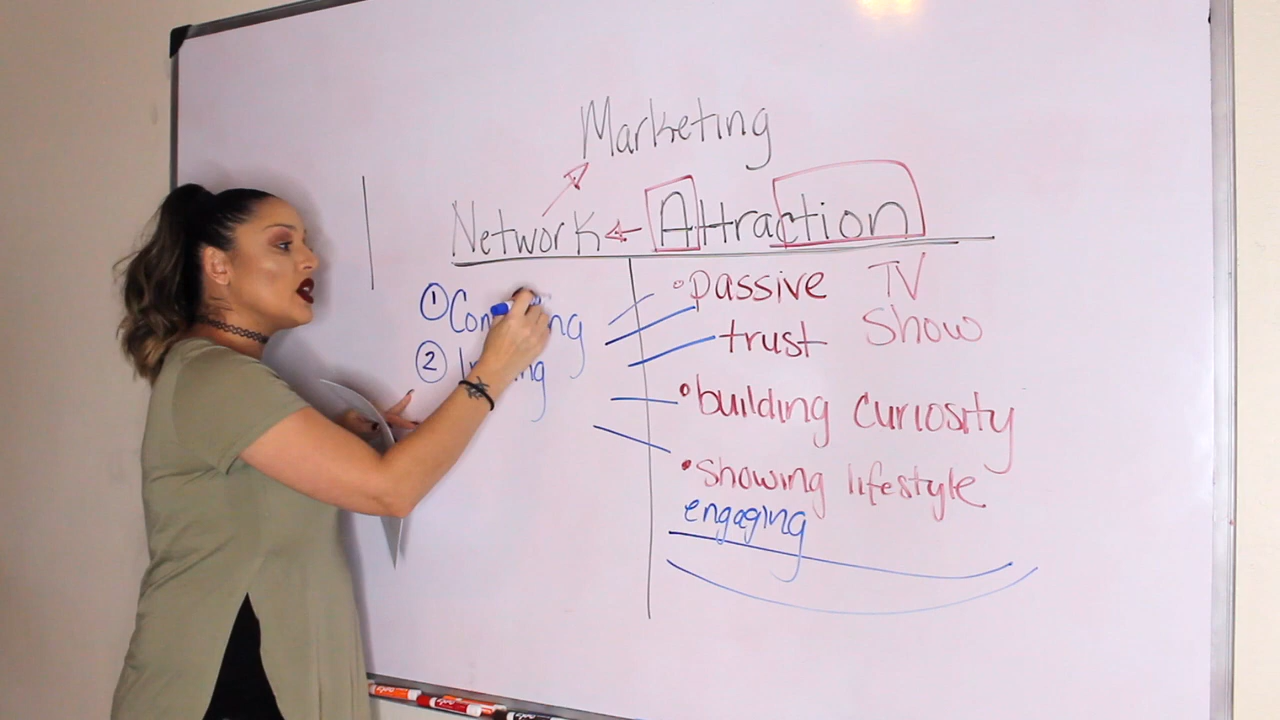 Marketing
Network Attraction
①
②
• passive TV
trust Show
• building curiosity
• showing lifestyle
engaging